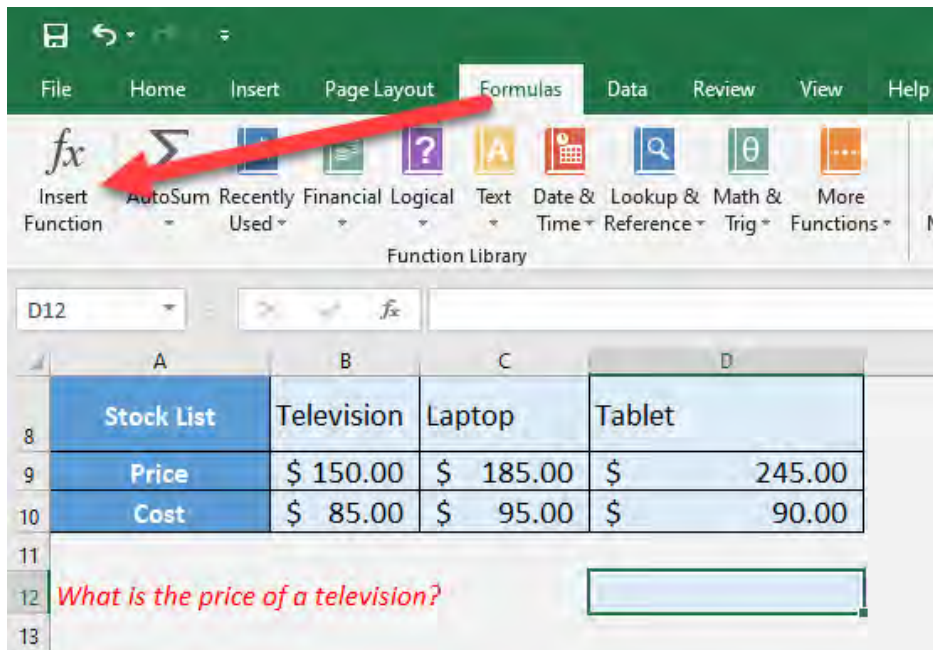 File Home Insert Page Layout Formulas Data Review View Help
fx Σ ? A θ
Insert AutoSum Recently Financial Logical Text Date & Lookup & Math & More
Function Used Time Reference Trig Functions
Function Library
D12 fx
A B C D
8 Stock List Television Laptop Tablet
9 Price $ 150.00 $ 185.00 $ 245.00
10 Cost $ 85.00 $ 95.00 $ 90.00
11
12 What is the price of a television?
13